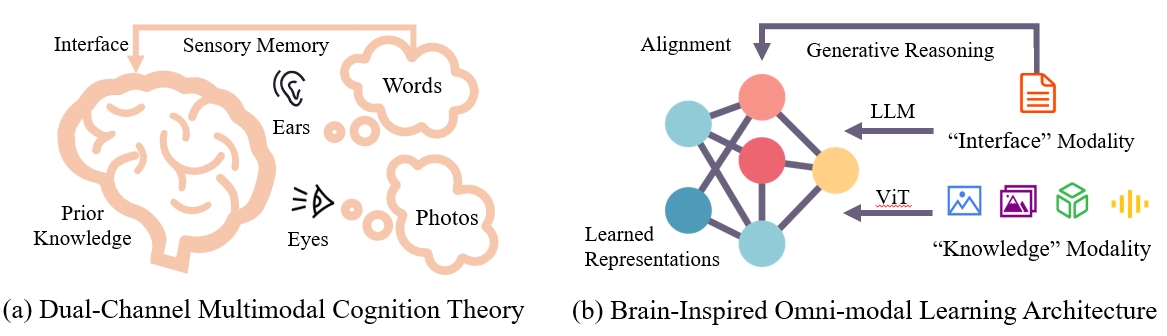 Interface
Sensory Memory
Words
Ears
Prior
Knowledge
Eyes
Photos
(a) Dual-Channel Multimodal Cognition Theory
Alignment
Generative Reasoning
LLM
“Interface” Modality
ViT
Learned
Representations
“Knowledge” Modality
(b) Brain-Inspired Omni-modal Learning Architecture